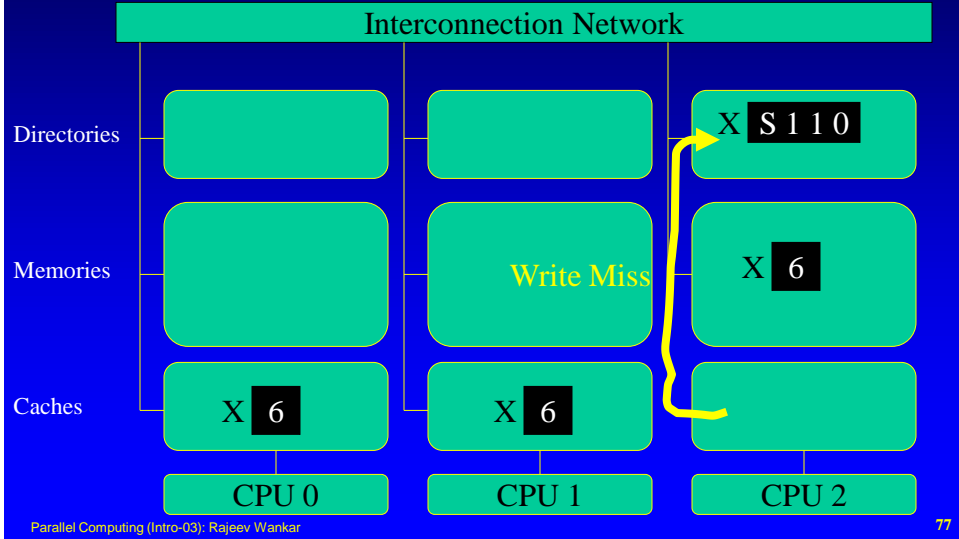 Interconnection Network
Directories
X S 1 1 0
Memories
Write Miss
X 6
Caches
X 6
X 6
CPU 0
CPU 1
CPU 2
Parallel Computing (Intro-03): Rajeev Wankar
77